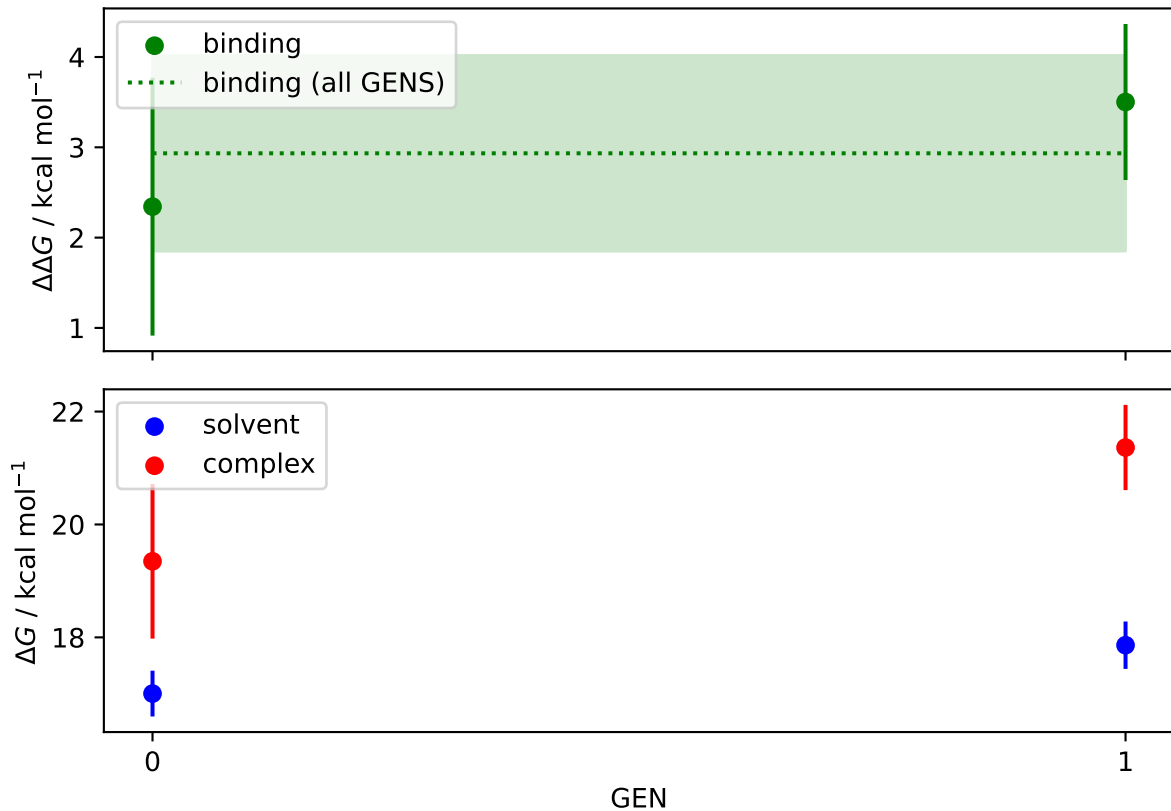 binding
binding (all GENS)
4
3
2
1
ΔΔG / kcal mol⁻¹
solvent
complex
22
20
18
ΔG / kcal mol⁻¹
0
1
GEN